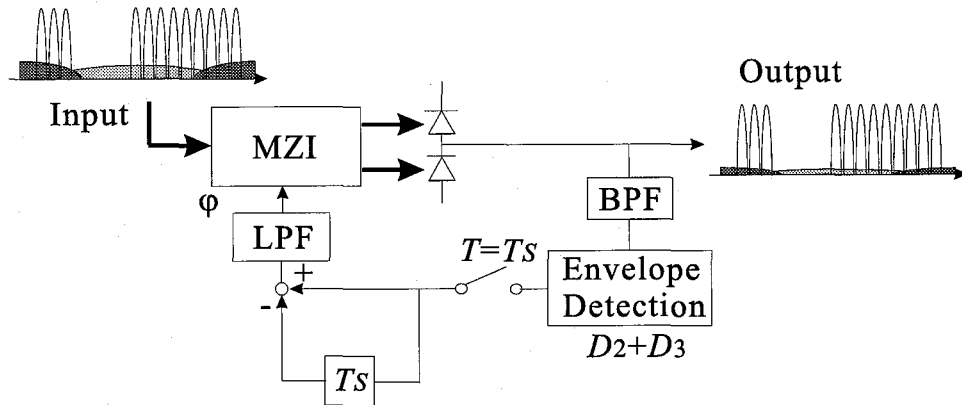 Input
MZI
Output
φ
LPF
BPF
+
-
T=Ts
Envelope
Detection
D2+D3
Ts